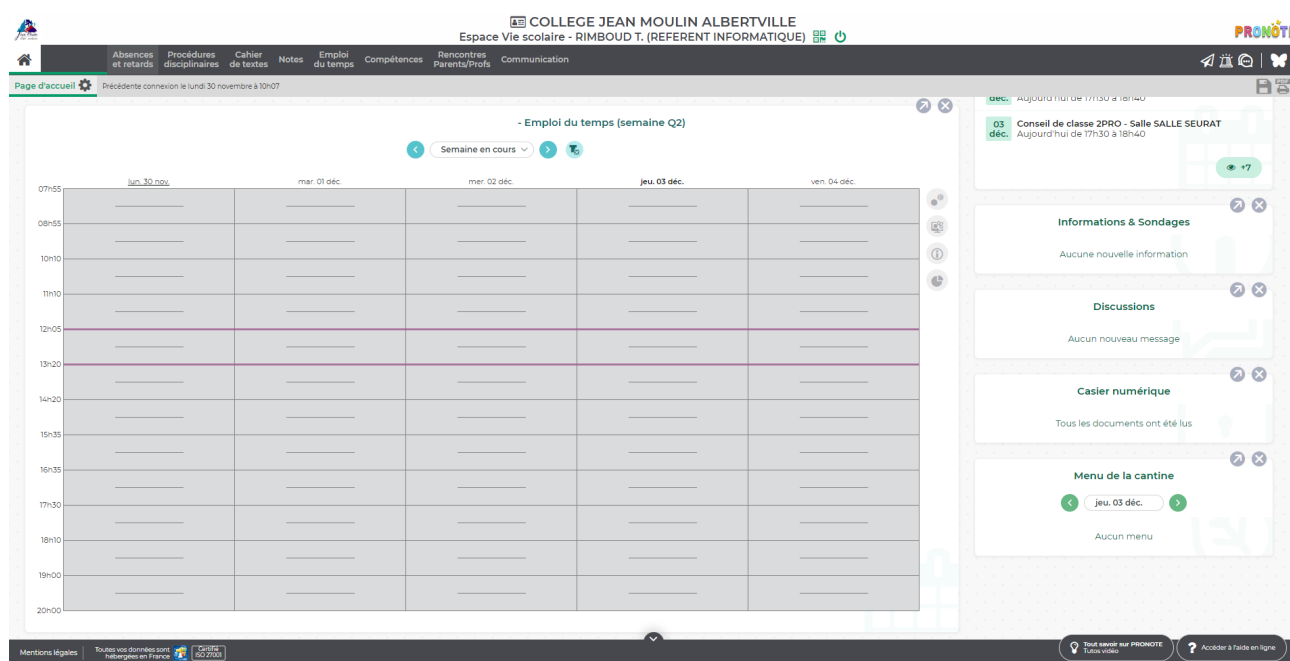 COLLEGE JEAN MOULIN ALBERTVILLE
Espace Vie scolaire - RIMBOUD T. (REFERENT INFORMATIQUE)
PRONOTE
Absences et retards
Procédures disciplinaires
Cahier de textes
Notes
Emploi du temps
Compétences
Rencontres Parents/Profs
Communication
Page d'accueil
Précédente connexion le lundi 30 novembre à 10h07
- Emploi du temps (semaine Q2)
Semaine en cours
lun. 30 nov. mar. 01 déc. mer. 02 déc. jeu. 03 déc. ven. 04 déc.
07h55
08h55
10h10
11h10
12h05
13h20
14h20
15h35
16h35
17h30
18h10
19h00
20h00
déc. Aujourd'hui de 17h30 à 18h40
03 Conseil de classe 2PRO - Salle SALLE SEURAT
déc. Aujourd'hui de 17h30 à 18h40
+7
Informations & Sondages
Aucune nouvelle information
Discussions
Aucun nouveau message
Casier numérique
Tous les documents ont été lus
Menu de la cantine
jeu. 03 déc.
Aucun menu
Mentions légales
Toutes vos données sont
hébergées en France
Certifié
ISO 27001
Tout savoir sur PRONOTE
Tutos vidéo
? Accéder à l'aide en ligne